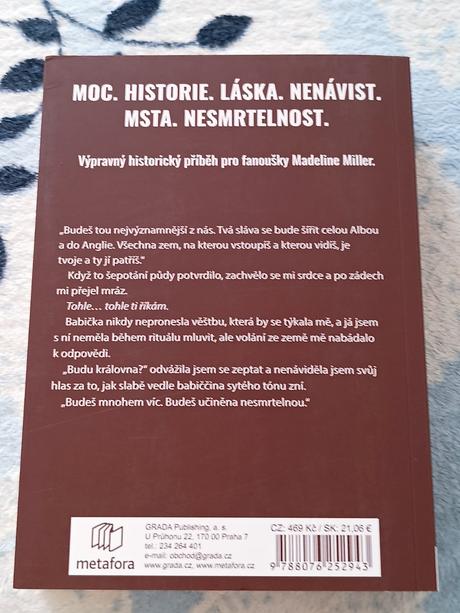 MOC. HISTORIE. LÁSKA. NENÁVIST.
MSTA. NESMRTELNOST.
Výpravný historický příběh pro fanoušky Madeline Miller.
„Budeš tou nejvýznamnější z nás. Tvá sláva se bude šířit celou Albou
a do Anglie. Všechna zem, na kterou vstoupíš a kterou vidíš, je
tvoje a ty jí patříš.“
Když to šepotání půdy potvrdilo, zachvělo se mi srdce a po zádech
mi přejel mráz.
Tohle… tohle ti říkám.
Babička nikdy nepronesla věštbu, která by se týkala mě, a já jsem
s ní neměla během rituálu mluvit, ale volání ze země mě nabádalo
k odpovědi.
„Budu královna?“ odvážila jsem se zeptat a nenáviděla jsem svůj
hlas za to, jak slabě vedle babiččina sytého tónu zní.
„Budeš mnohem víc. Budeš učiněna nesmrtelnou.“
metafora
GRADA Publishing, a. s.
U Průhonu 22, 170 00 Praha 7
tel.: 234 264 401
e-mail: obchod@grada.cz
www.grada.cz, www.metafora.cz
CZ: 469 Kč / SK: 21,06 €
9 788076 252943